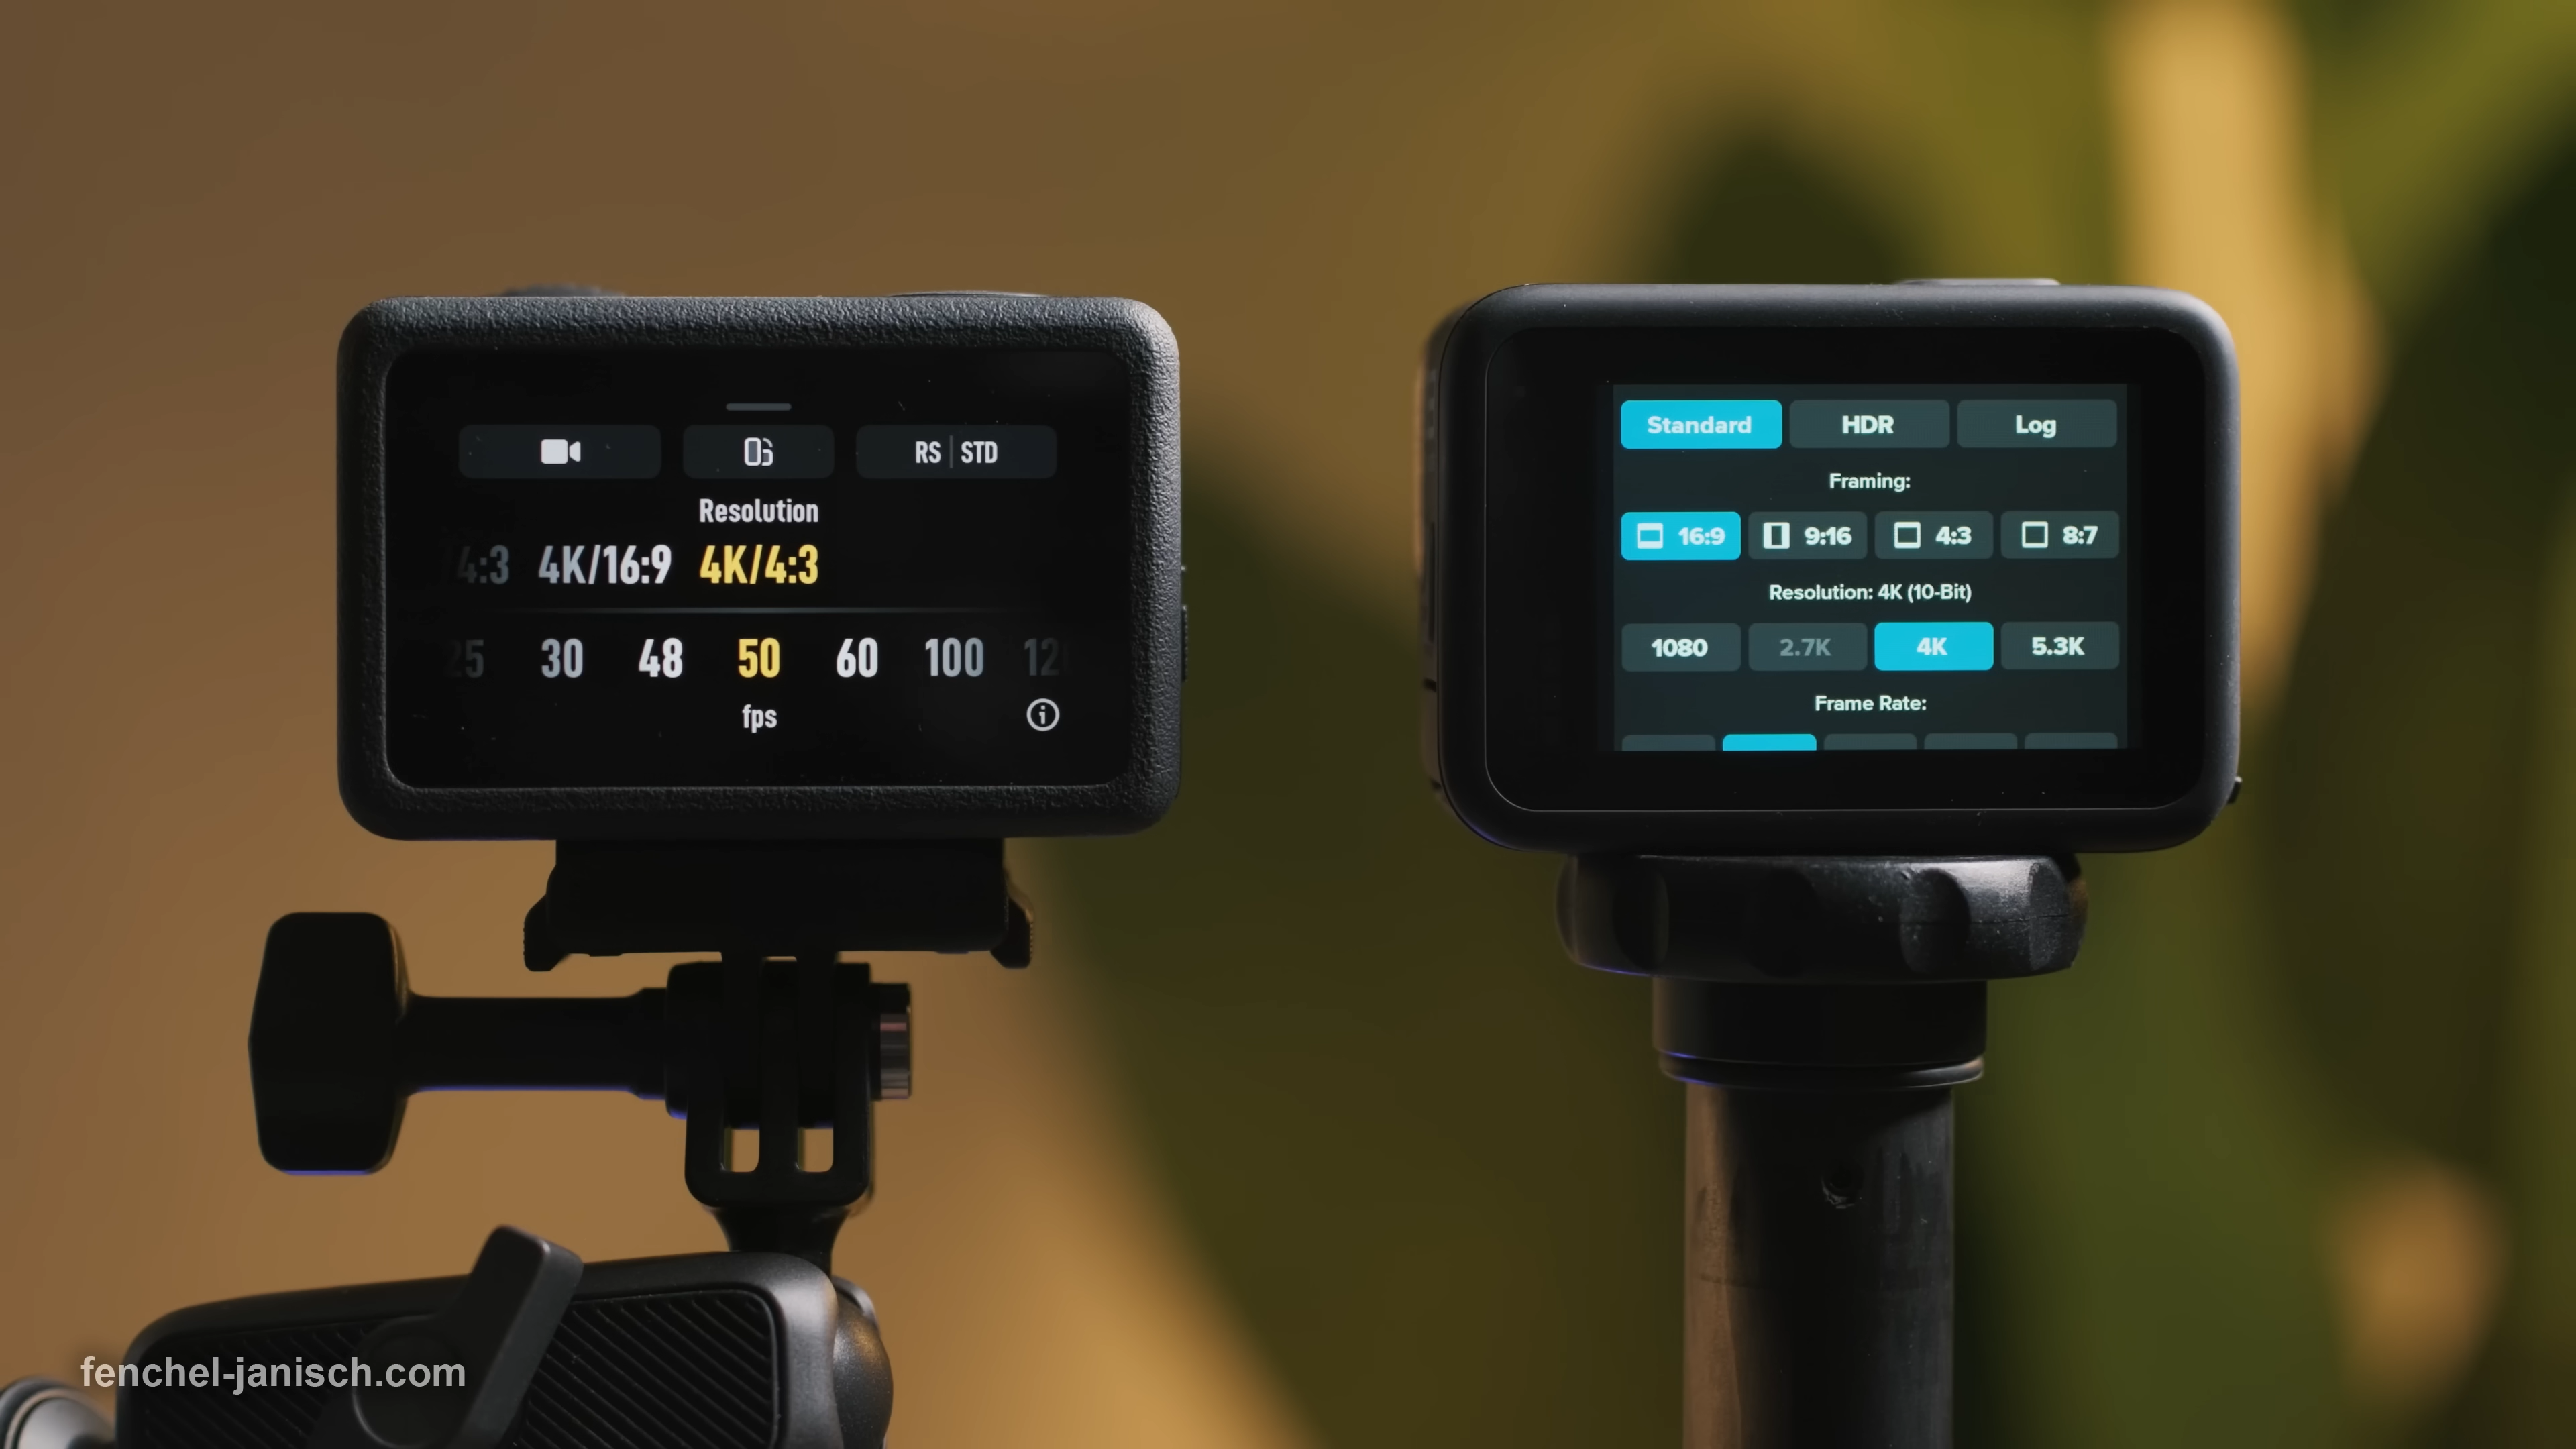 RS | STD
Resolution
4:3 4K/16:9 4K/4:3
25 30 48 50 60 100 12
fps
Standard HDR Log
Framing:
16:9 9:16 4:3 8:7
Resolution: 4K (10-Bit)
1080 2.7K 4K 5.3K
Frame Rate:
fenchel-janisch.com